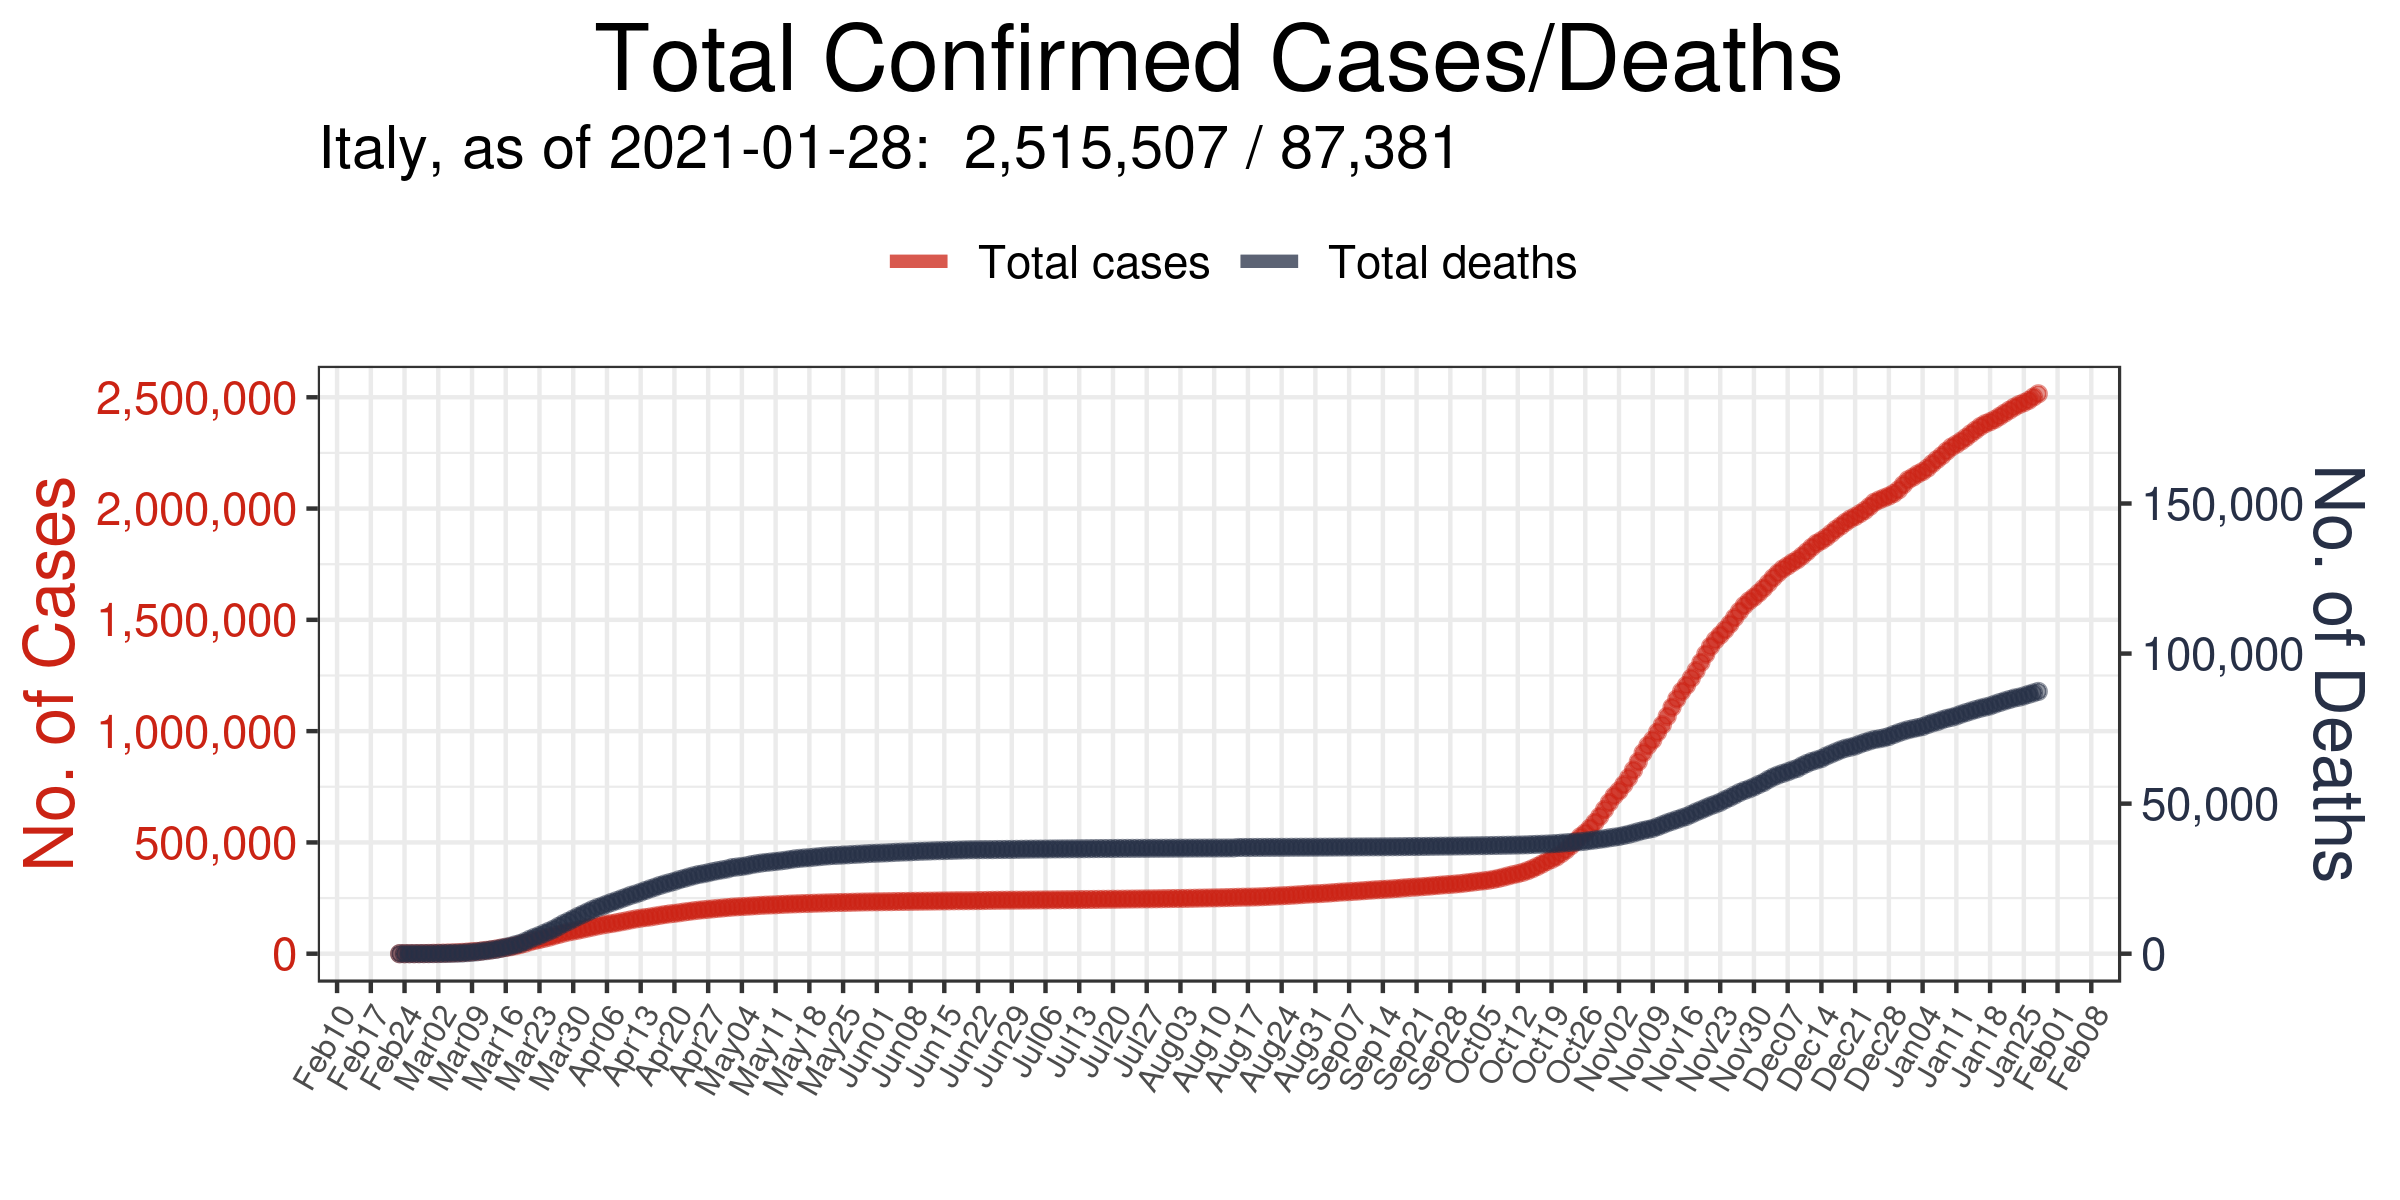 Total Confirmed Cases/Deaths
Italy, as of 2021-01-28:  2,515,507 / 87,381
Total cases
Total deaths
No. of Cases
2,500,000
2,000,000
1,500,000
1,000,000
500,000
0
150,000
100,000
50,000
0
No. of Deaths
Feb10
Feb17
Feb24
Mar02
Mar09
Mar16
Mar23
Mar30
Apr06
Apr13
Apr20
Apr27
May04
May11
May18
May25
Jun01
Jun08
Jun15
Jun22
Jun29
Jul06
Jul13
Jul20
Jul27
Aug03
Aug10
Aug17
Aug24
Aug31
Sep07
Sep14
Sep21
Sep28
Oct05
Oct12
Oct19
Oct26
Nov02
Nov09
Nov16
Nov23
Nov30
Dec07
Dec14
Dec21
Dec28
Jan04
Jan11
Jan18
Jan25
Feb01
Feb08